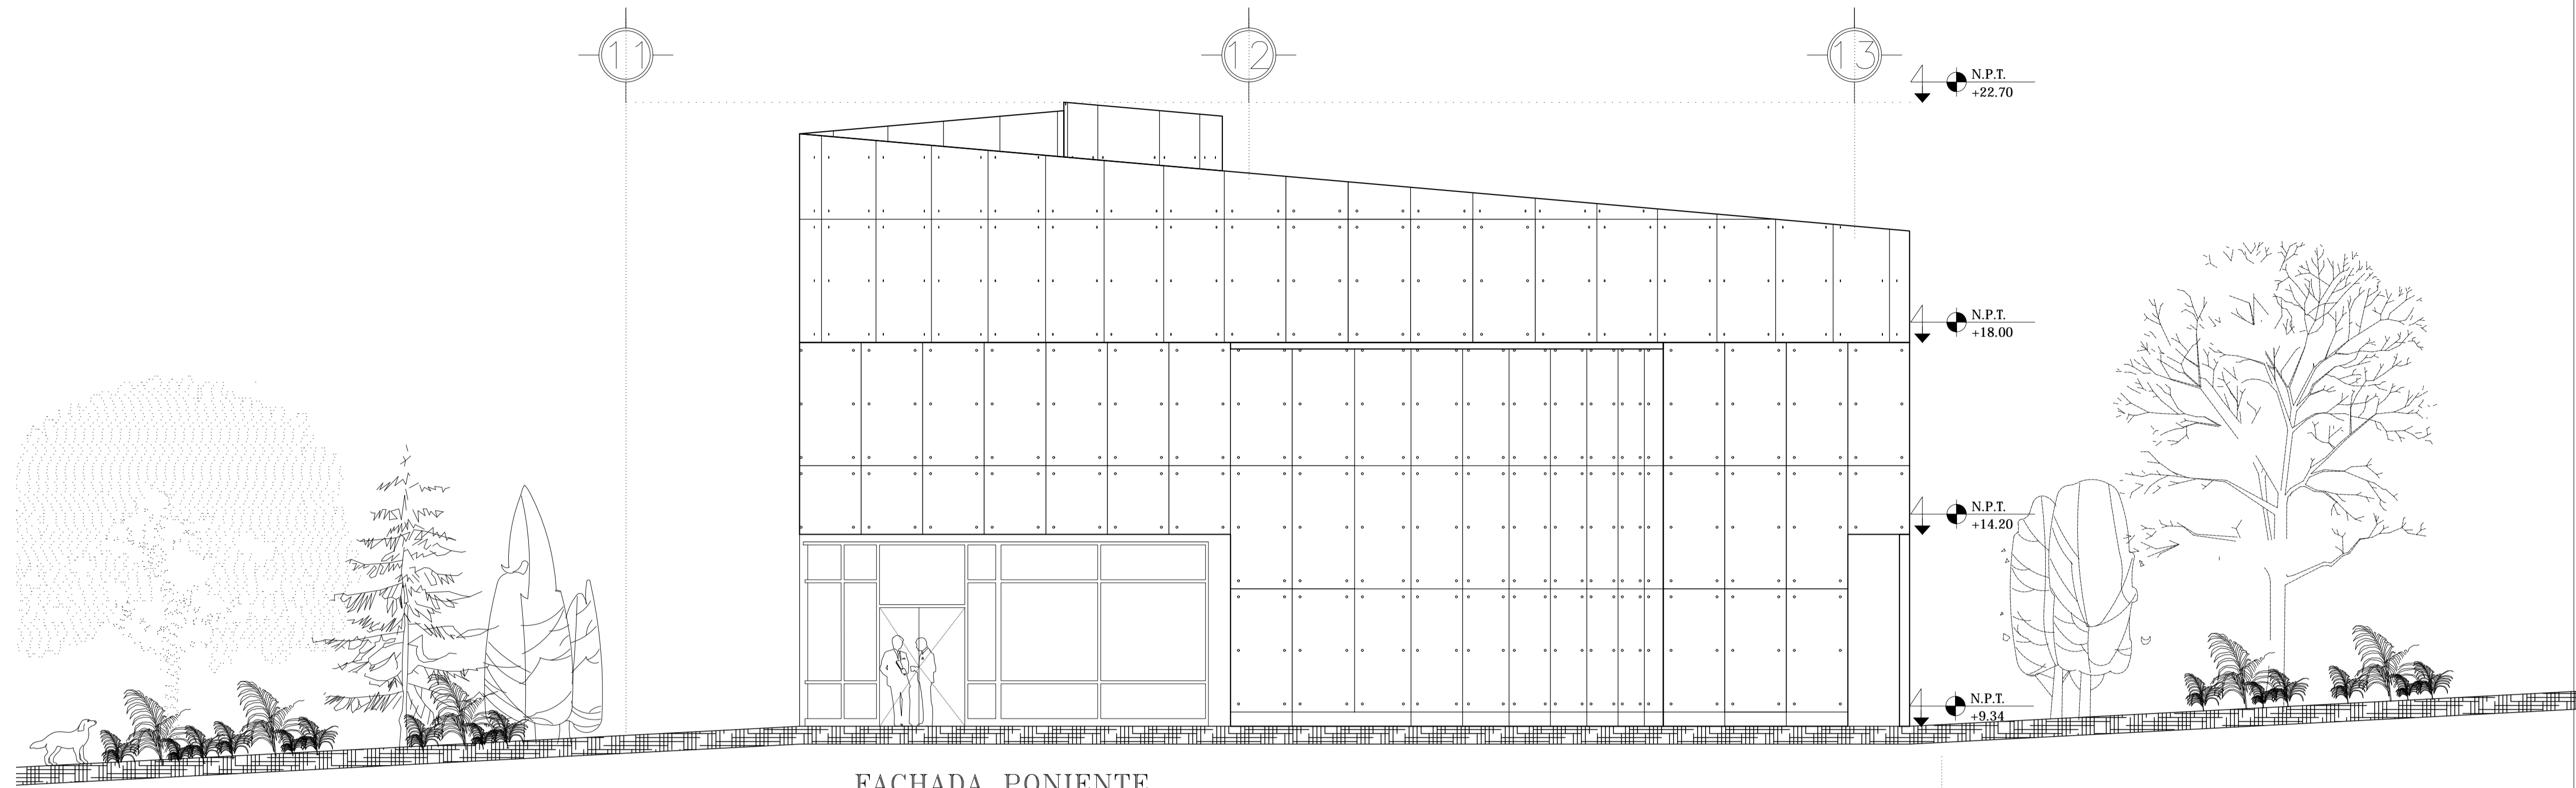 11
12
13
N.P.T.
+22.70
N.P.T.
+18.00
N.P.T.
+14.20
N.P.T.
+9.34
FACHADA PONIENTE